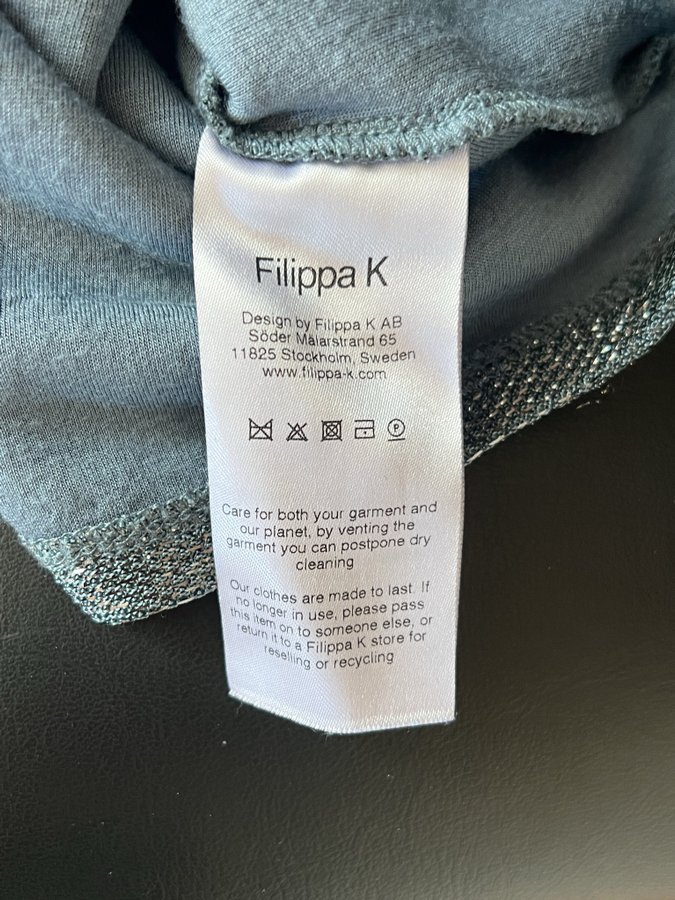 Filippa K
Design by Filippa K AB
Söder Mälarstrand 65
11825 Stockholm, Sweden
www.filippa-k.com
P
Care for both your garment and
our planet, by venting the
garment you can postpone dry
cleaning
Our clothes are made to last. If
no longer in use, please pass
this item on to someone else, or
return it to a Filippa K store for
reselling or recycling